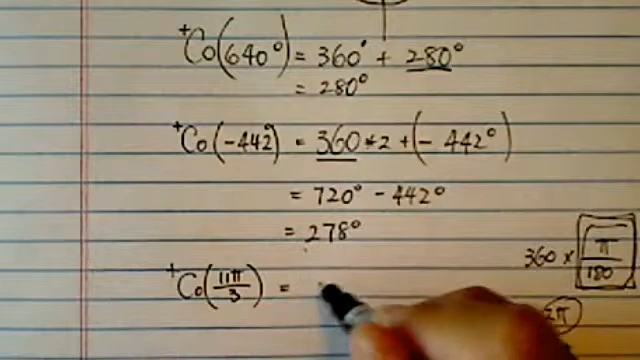 +Co(640°) = 360° + 280°
= 280°
+Co(-442°) = 360 * 2 + (- 442°)
= 720° - 442°
= 278°
360 × π/180
+Co(11π/3) =
2π